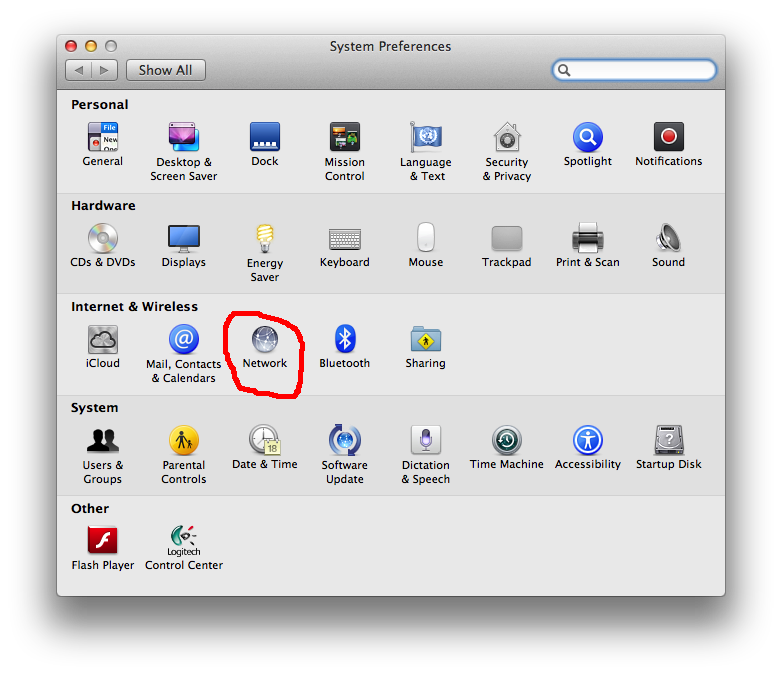 System Preferences
Show All
Personal
File
New
One
General
Desktop &
Screen Saver
Dock
Mission
Control
Language
& Text
Security
& Privacy
Spotlight
Notifications
Hardware
CDs & DVDs
Displays
Energy
Saver
Keyboard
Mouse
Trackpad
Print & Scan
Sound
Internet & Wireless
iCloud
@
Mail, Contacts
& Calendars
Network
Bluetooth
Sharing
System
Users &
Groups
Parental
Controls
18
Date & Time
Software
Update
Dictation
& Speech
Time Machine
Accessibility
?
Startup Disk
Other
Flash Player
Logitech
Control Center